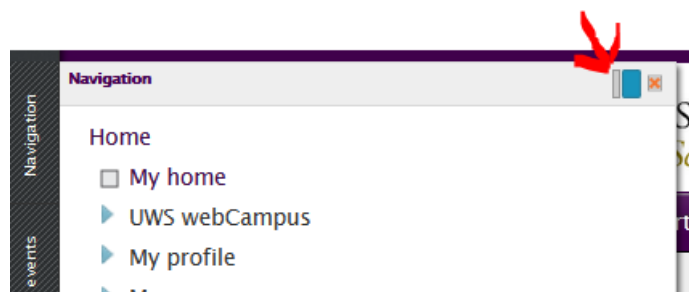 Navigation
Navigation
Home
My home
UWS webCampus
My profile
events